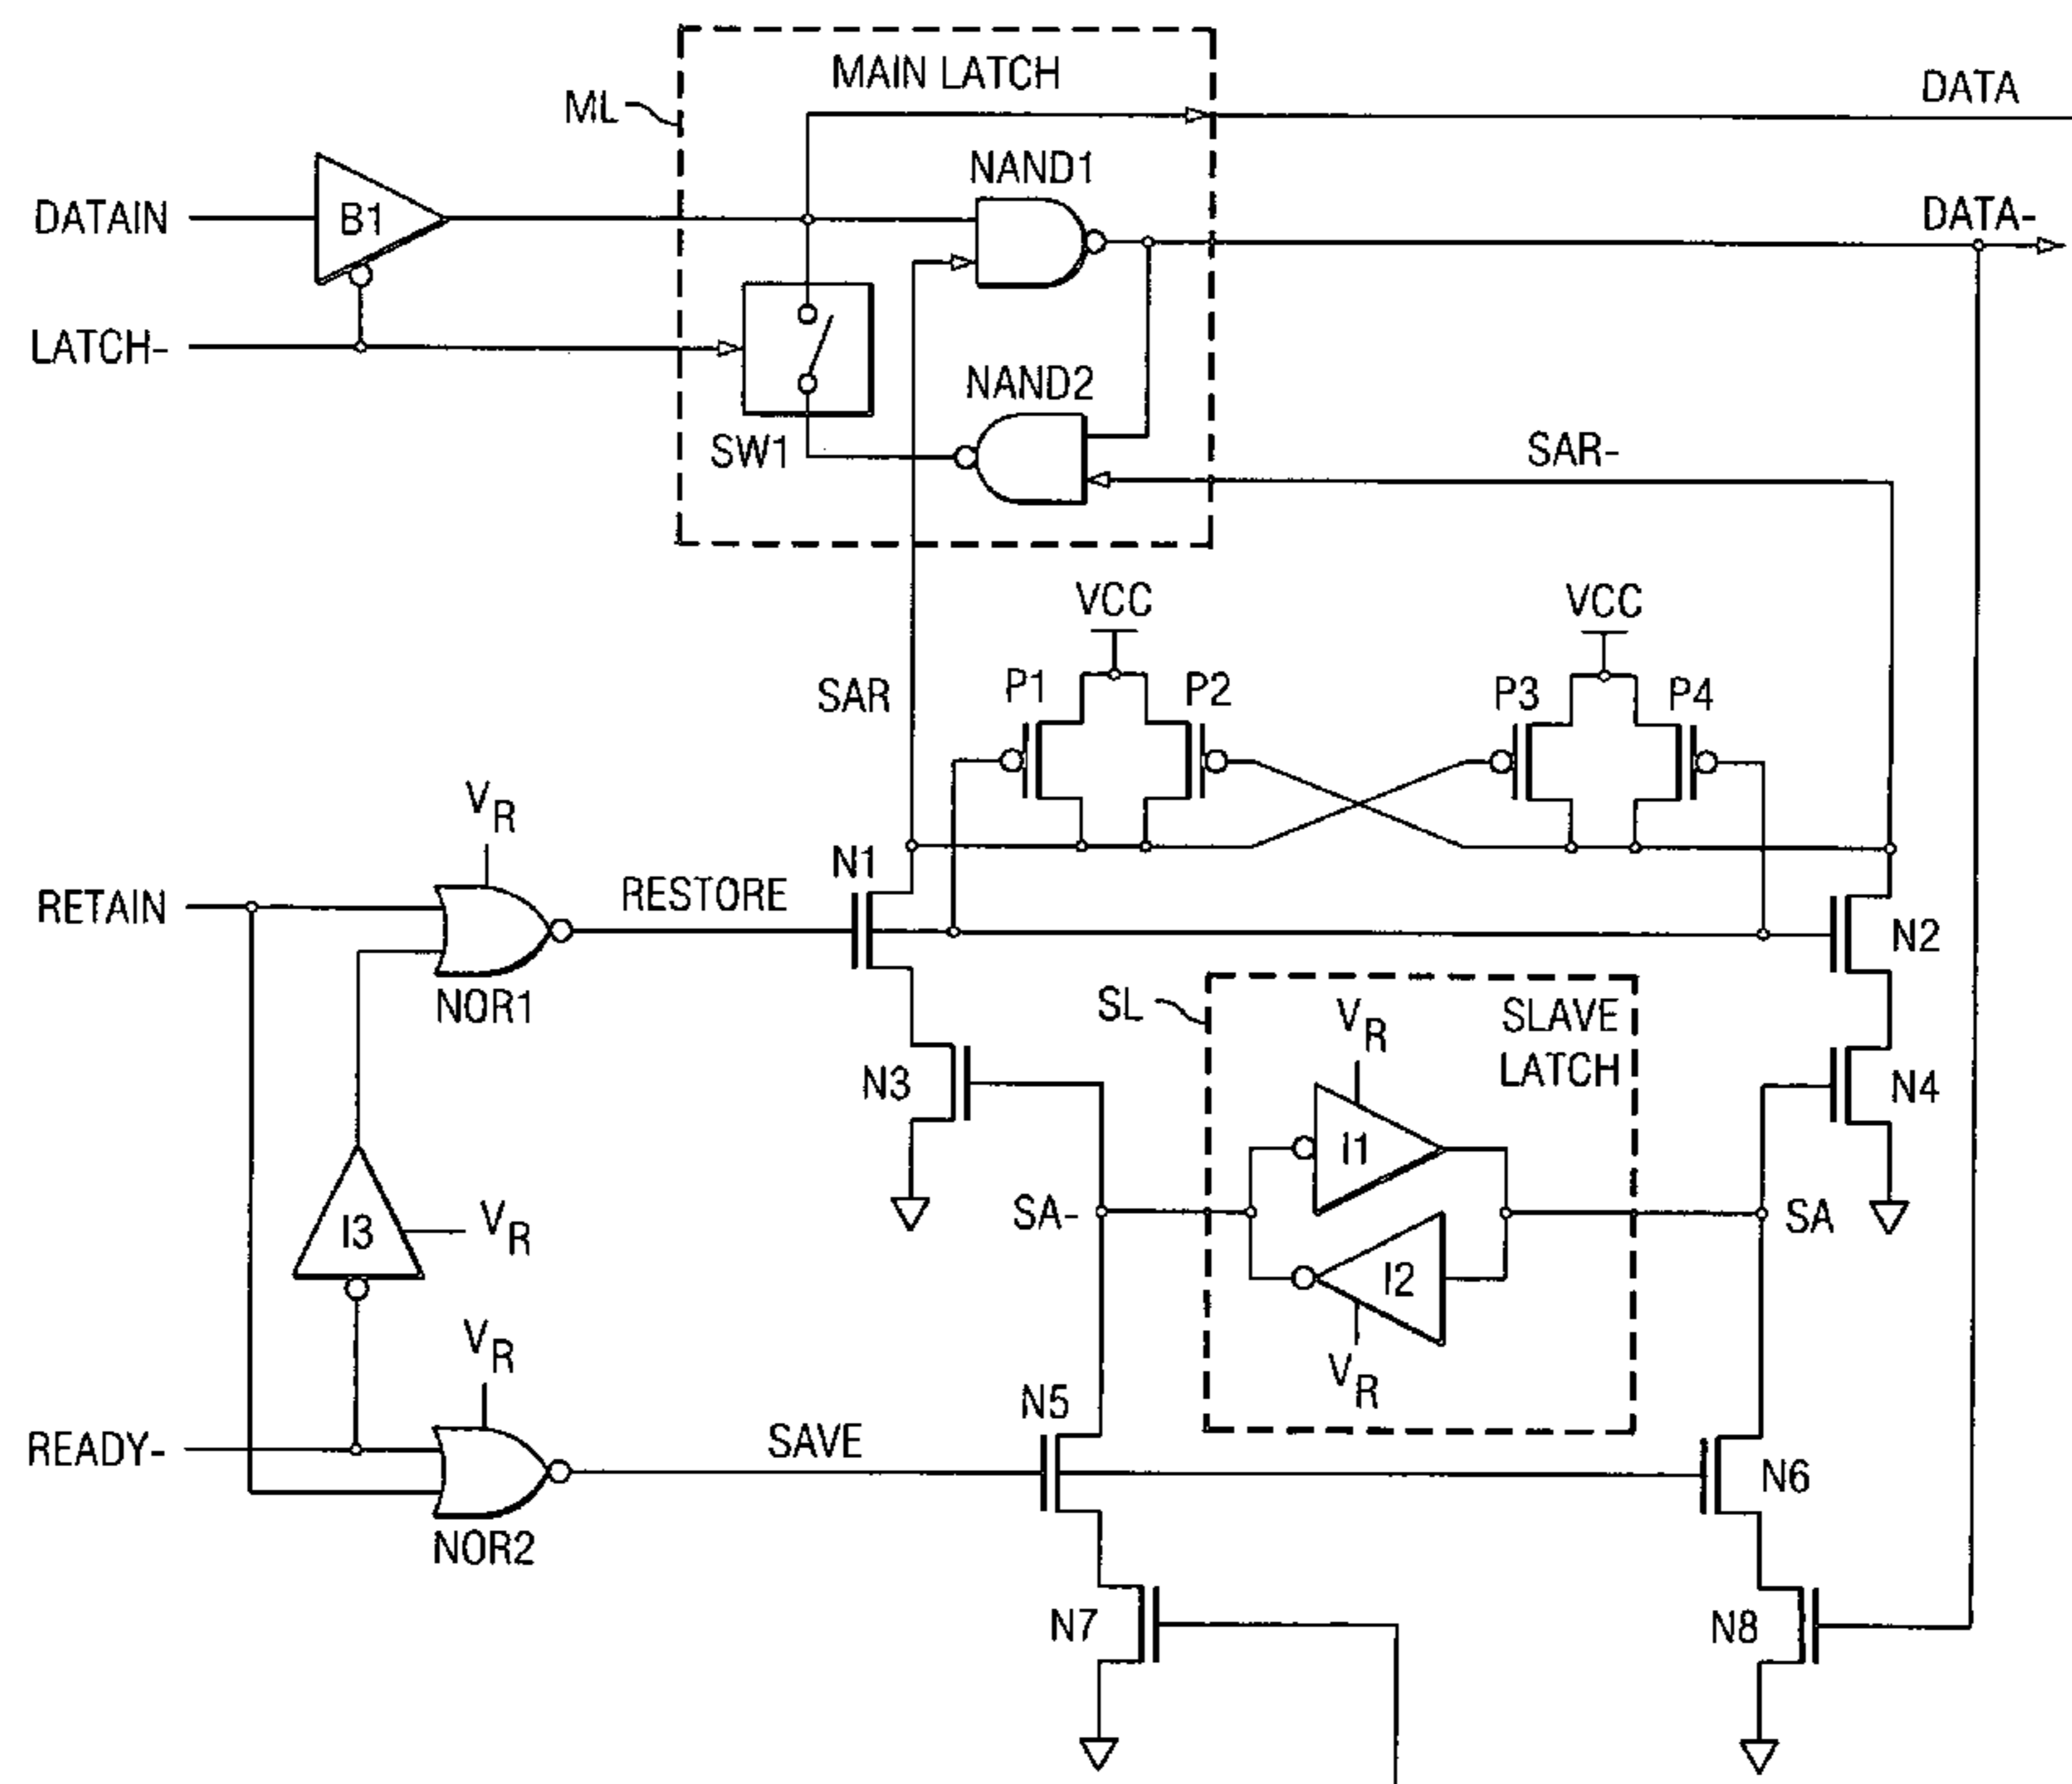 MAIN LATCH
DATA
ML
NAND1
DATAIN
B1
DATA-
LATCH-
NAND2
SW1
SAR-
VCC
VCC
SAR
P1
P2
P3
P4
VR
N1
RETAIN
RESTORE
N2
NOR1
SL
VR
SLAVE
LATCH
N3
N4
I1
SA-
SA
I3
VR
I2
VR
VR
N5
READY-
SAVE
N6
NOR2
N7
N8